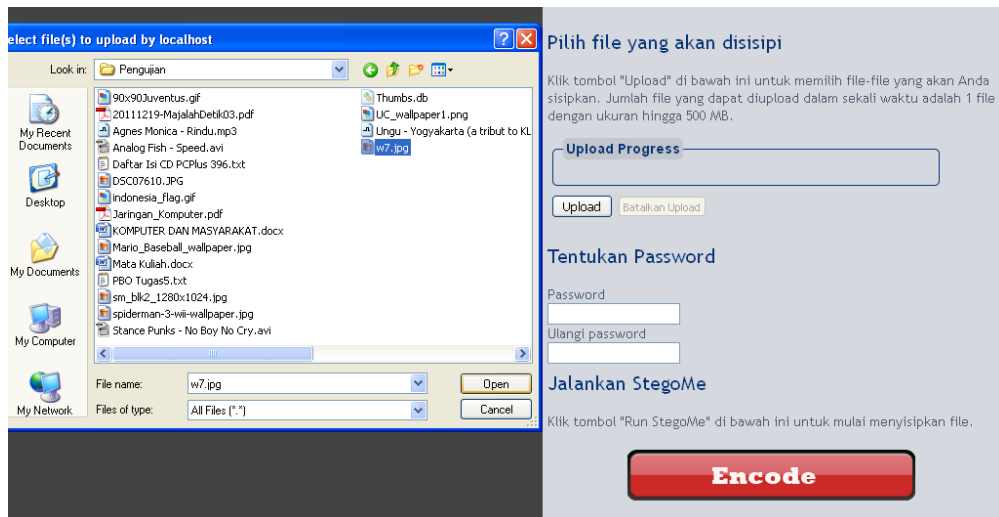 elect file(s) to upload by localhost
Look in:
Pengujian
My Recent
Documents
Desktop
My Documents
My Computer
My Network
90x90Juventus.gif
20111219-MajalahDetik03.pdf
Agnes Monica - Rindu.mp3
Analog Fish - Speed.avi
Daftar Isi CD PCPlus 396.txt
DSC07610.JPG
indonesia_flag.gif
Jaringan_Komputer.pdf
KOMPUTER DAN MASYARAKAT.docx
Mario_Baseball_wallpaper.jpg
Mata Kuliah.docx
PBO Tugas5.txt
sm_blk2_1280x1024.jpg
spiderman-3-wii-wallpaper.jpg
Stance Punks - No Boy No Cry.avi
Thumbs.db
UC_wallpaper1.png
Ungu - Yogyakarta (a tribut to KL
w7.jpg
File name:
w7.jpg
Open
Files of type:
All Files (*.*)
Cancel
Pilih file yang akan disisipi
Klik tombol "Upload" di bawah ini untuk memilih file-file yang akan Anda
sisipkan. Jumlah file yang dapat diupload dalam sekali waktu adalah 1 file
dengan ukuran hingga 500 MB.
Upload Progress
Upload
Batalkan Upload
Tentukan Password
Password
Ulangi password
Jalankan StegoMe
Klik tombol "Run StegoMe" di bawah ini untuk mulai menyisipkan file.
Encode